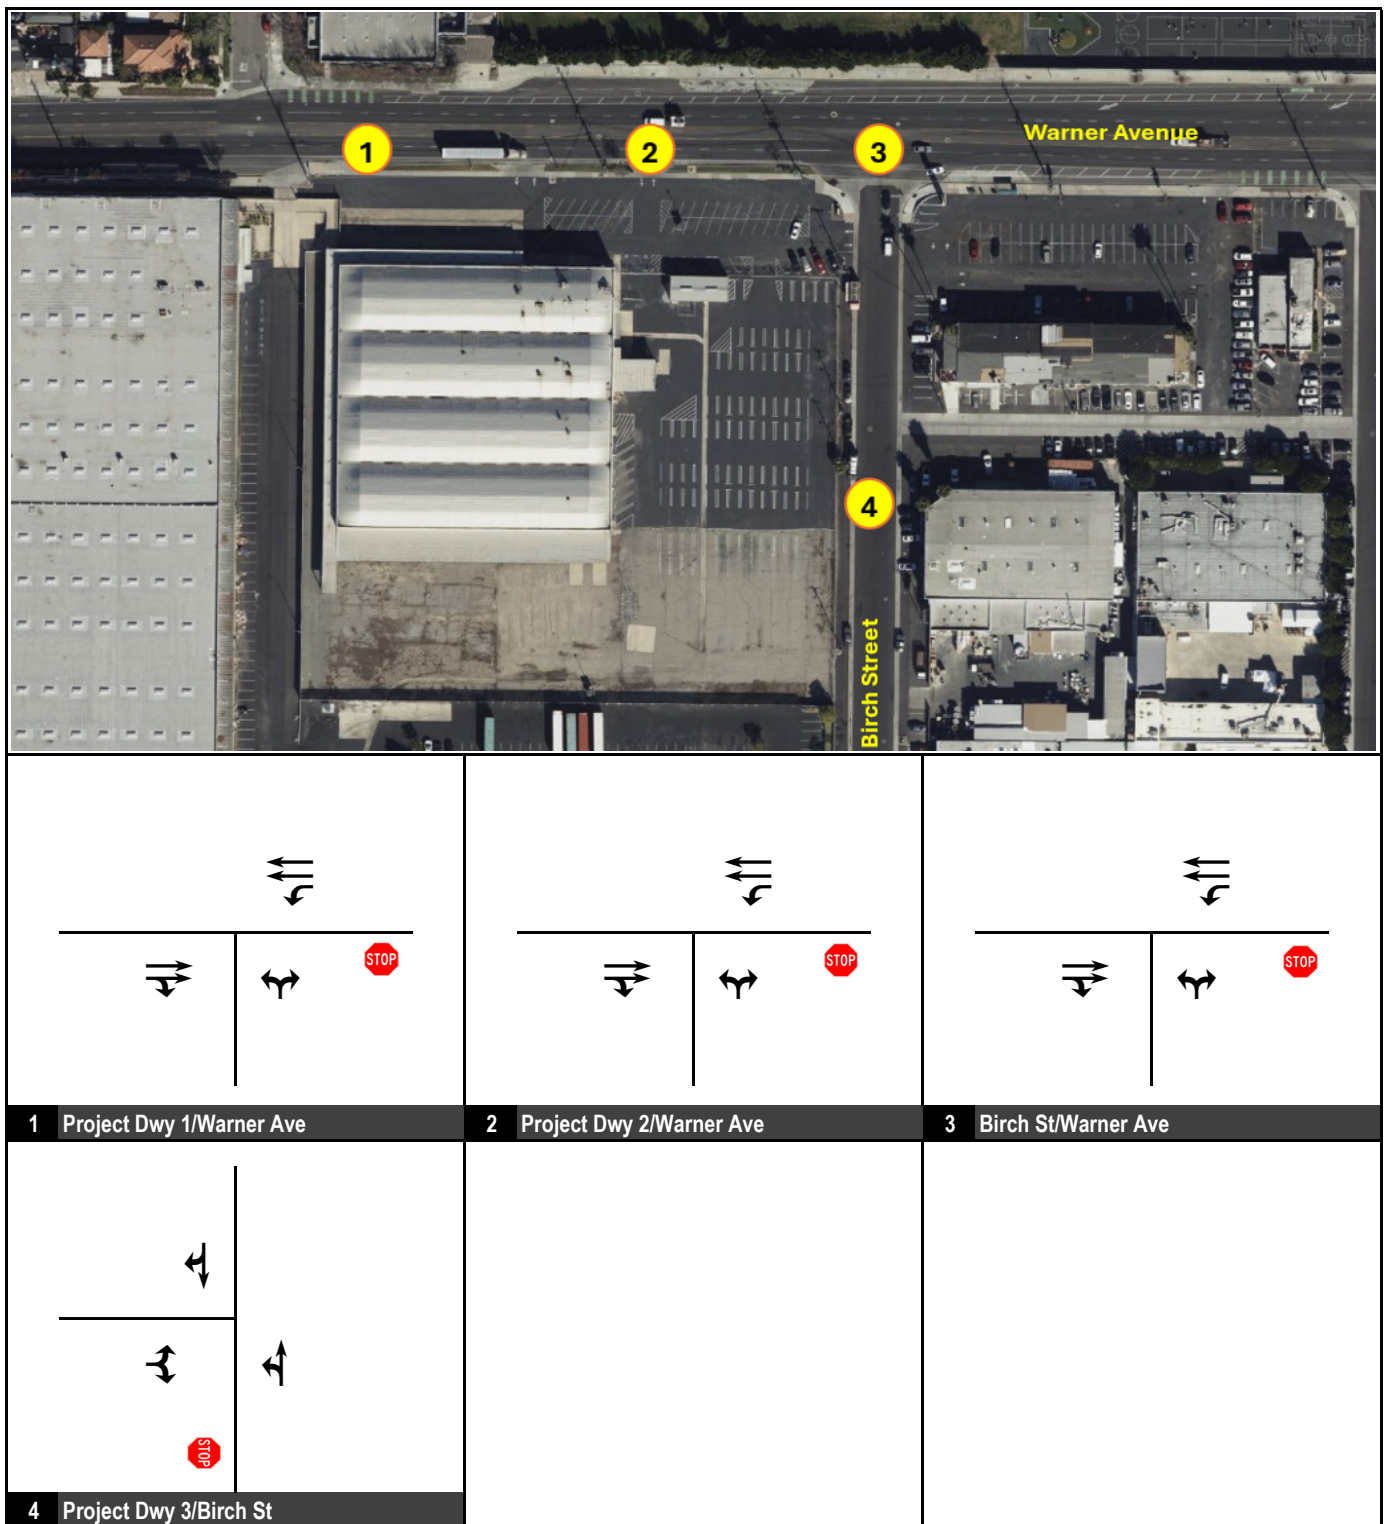 Warner Avenue
1
2
3
4
Birch Street
STOP
STOP
STOP
1 Project Dwy 1/Warner Ave
2 Project Dwy 2/Warner Ave
3 Birch St/Warner Ave
STOP
4 Project Dwy 3/Birch St